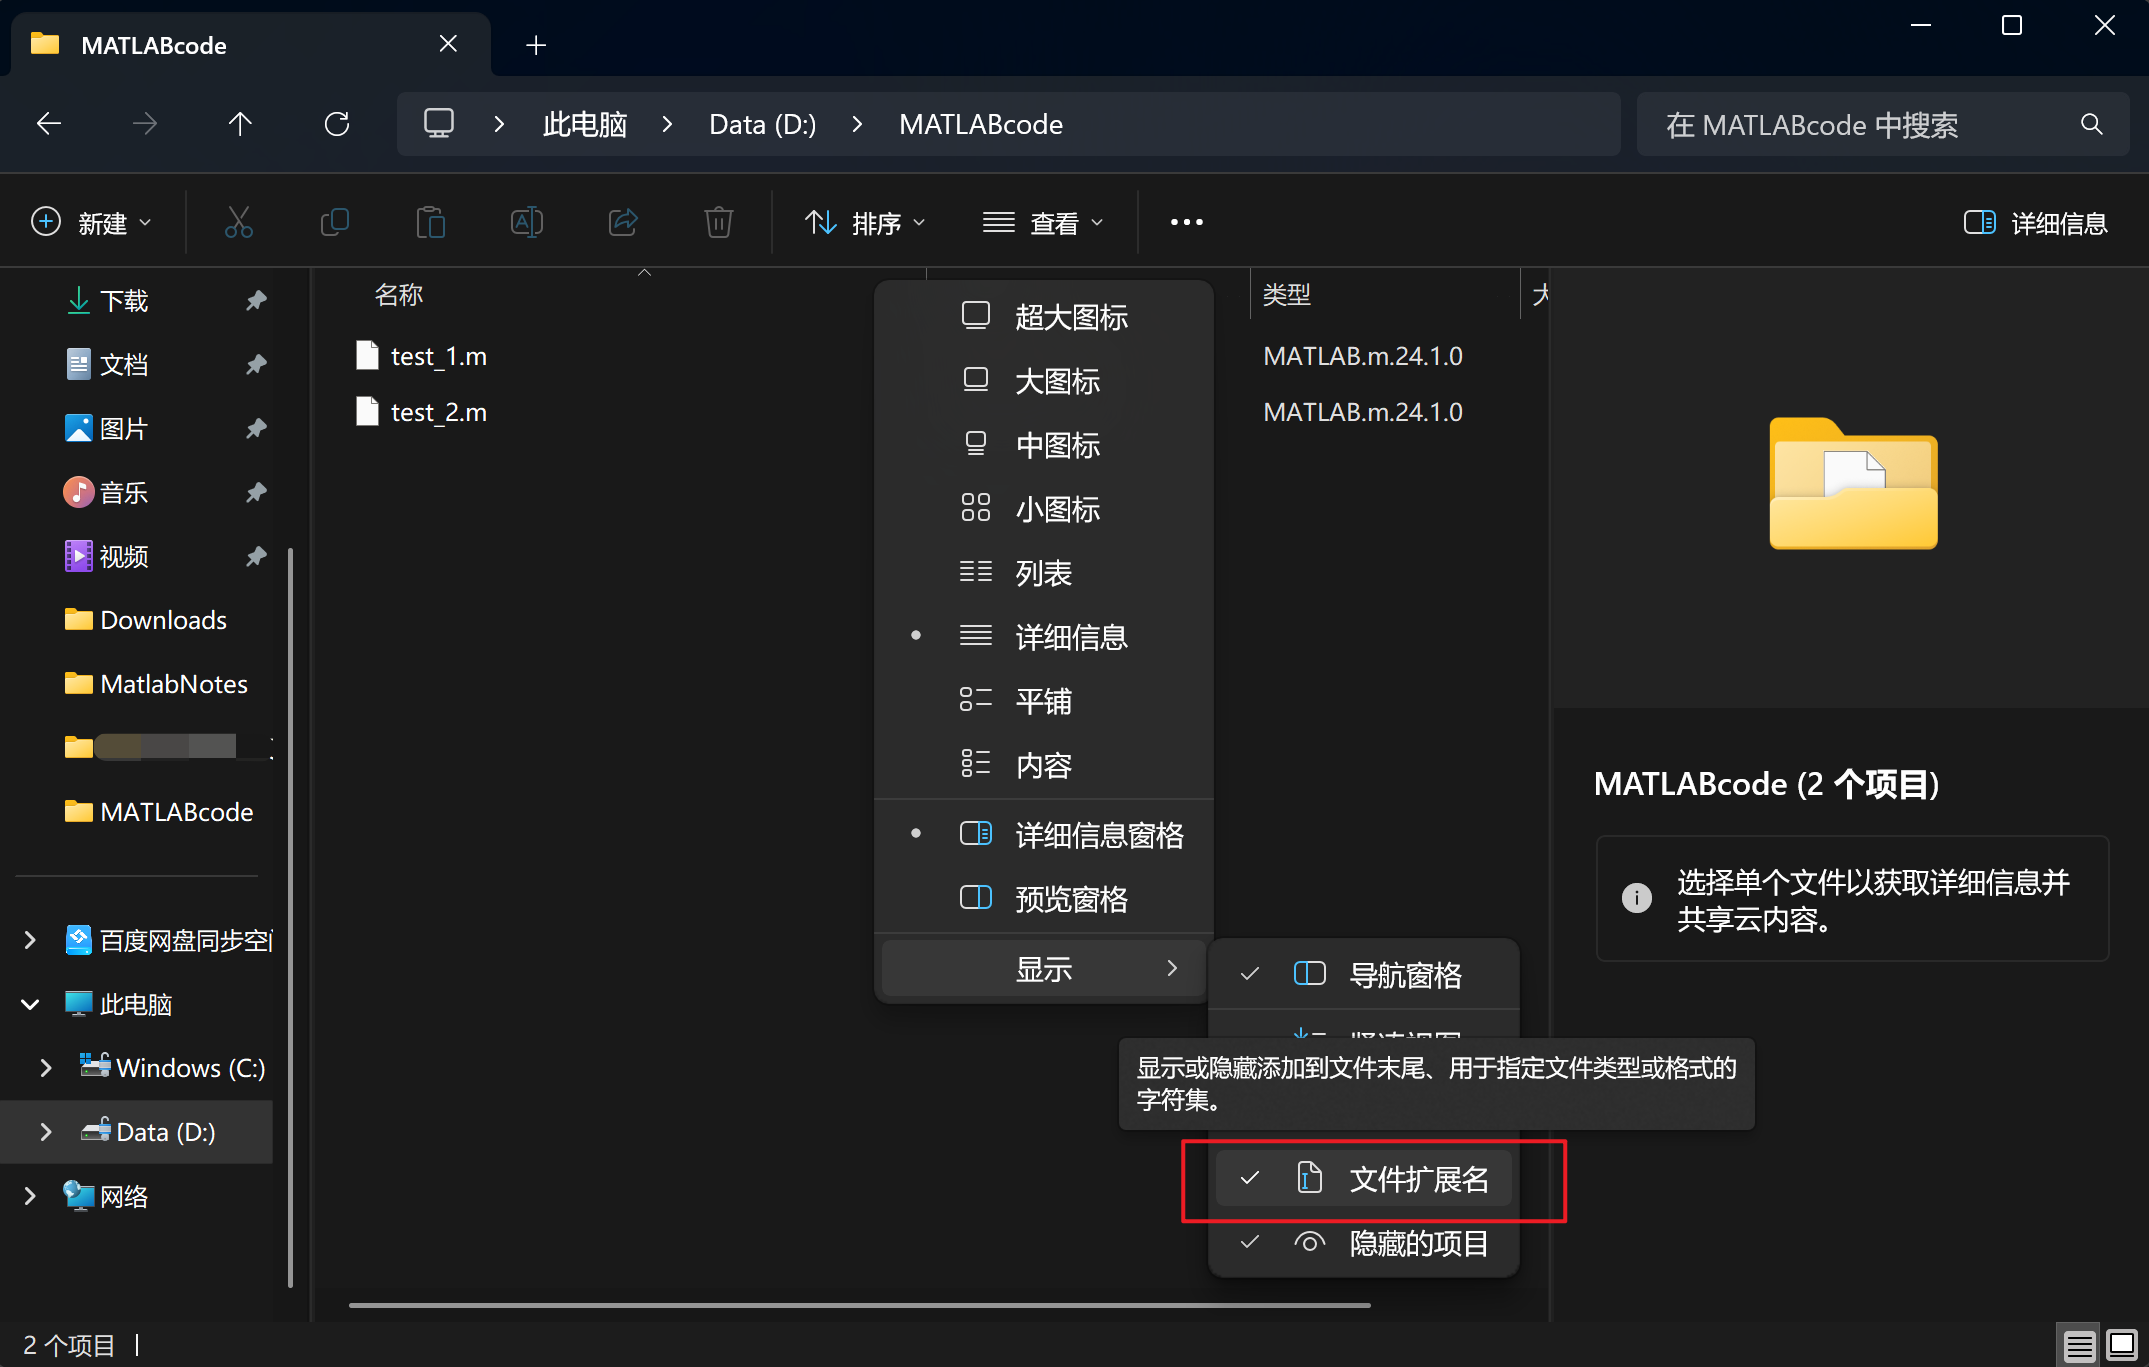 MATLABcode
此电脑
Data (D:)
MATLABcode
在 MATLABcode 中搜索
新建
排序
查看
详细信息
下载
文档
图片
音乐
视频
Downloads
MatlabNotes
MATLABcode
百度网盘同步空
此电脑
Windows (C:)
Data (D:)
网络
名称
类型
大
test_1.m
MATLAB.m.24.1.0
test_2.m
MATLAB.m.24.1.0
超大图标
大图标
中图标
小图标
列表
详细信息
平铺
内容
详细信息窗格
预览窗格
显示
导航窗格
显示或隐藏添加到文件末尾、用于指定文件类型或格式的
字符集。
文件扩展名
隐藏的项目
MATLABcode (2 个项目)
选择单个文件以获取详细信息并
共享云内容。
2 个项目